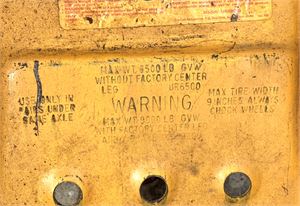 MAX. WT. 6500 LB GVW
WITHOUT FACTORY CENTER
LEG UR6500
WARNING
MAX WT. 9000 LB GVW
WITH FACTORY CENTER LEG
USE ONLY IN
PAIRS UNDER
SAME AXLE
MAX TIRE WIDTH
9 INCHES ALWAYS
CHOCK WHEELS